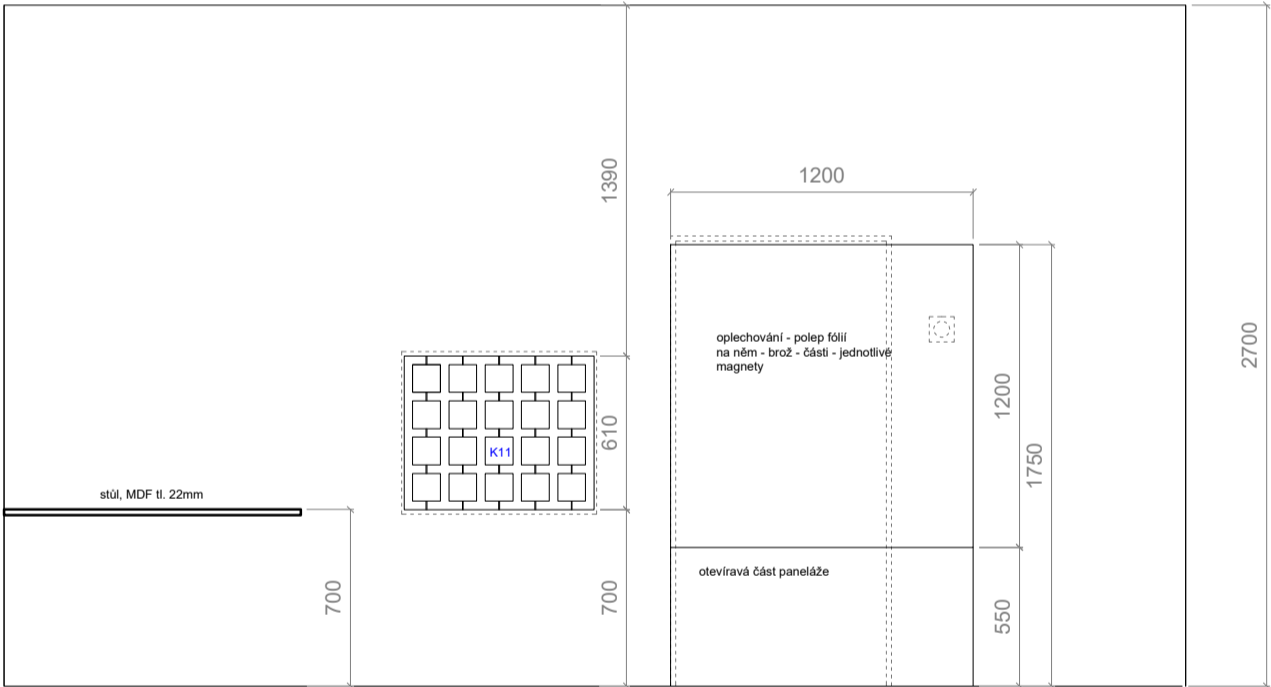 1390
1200
2700
oplechování - polep fólií
na něm - brož - části - jednotlivé
magnety
1200
610
1750
K11
stůl, MDF tl. 22mm
700
700
otevíravá část paneláže
550